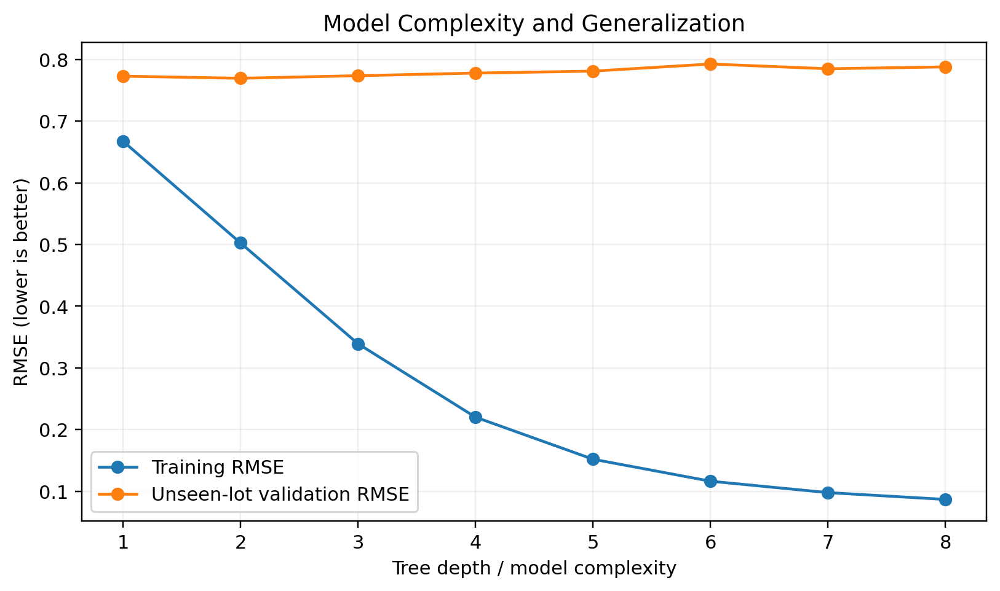 Model Complexity and Generalization
RMSE (lower is better)
0.8
0.7
0.6
0.5
0.4
0.3
0.2
0.1
Training RMSE
Unseen-lot validation RMSE
1 2 3 4 5 6 7 8
Tree depth / model complexity